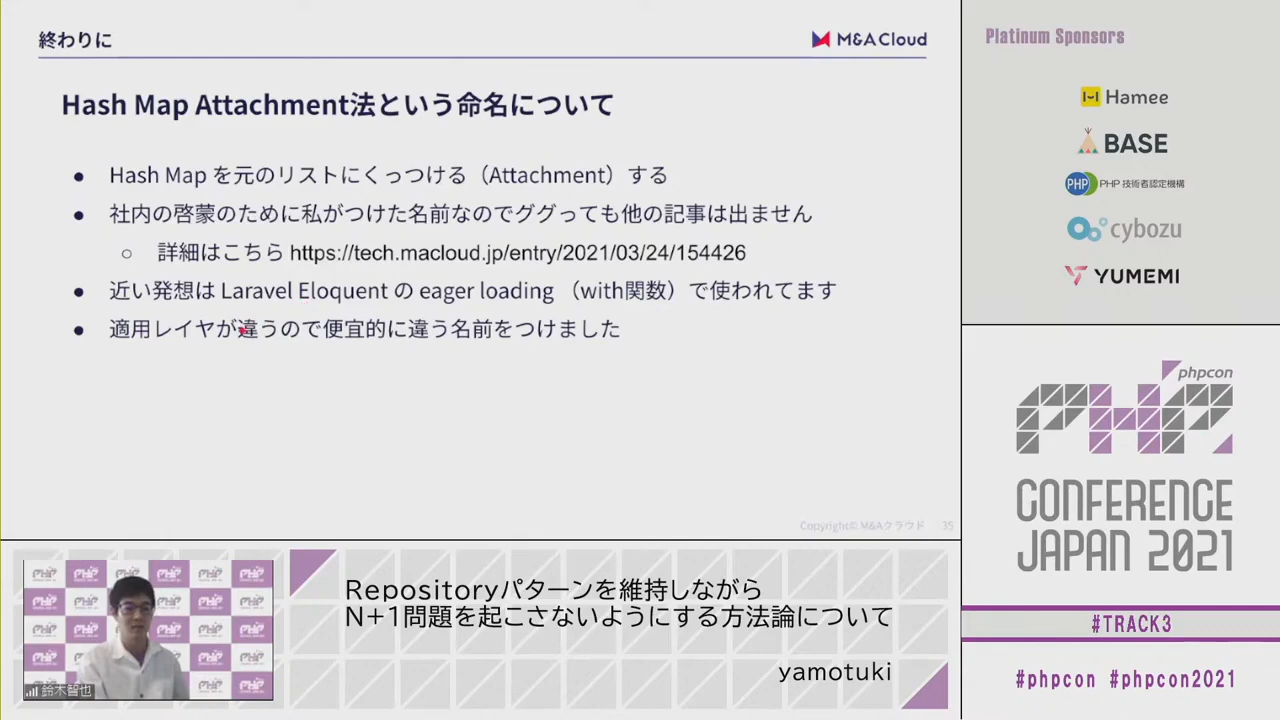 終わりに
M&A Cloud
Hash Map Attachment法という命名について
● Hash Map を元のリストにくっつける（Attachment）する
● 社内の啓蒙のために私がつけた名前なのでググっても他の記事は出ません
○ 詳細はこちら https://tech.macloud.jp/entry/2021/03/24/154426
● 近い発想は Laravel Eloquent の eager loading （with関数）で使われてます
● 適用レイヤが違うので便宜的に違う名前をつけました
Copyright© M&Aクラウド 35
鈴木智也
Repositoryパターンを維持しながら
N+1問題を起こさないようにする方法論について
yamotuki
Platinum Sponsors
Hamee
BASE
PHP PHP 技術者認定機構
cybozu
YUMEMI
phpcon
PHP
CONFERENCE
JAPAN 2021
#TRACK3
#phpcon #phpcon2021